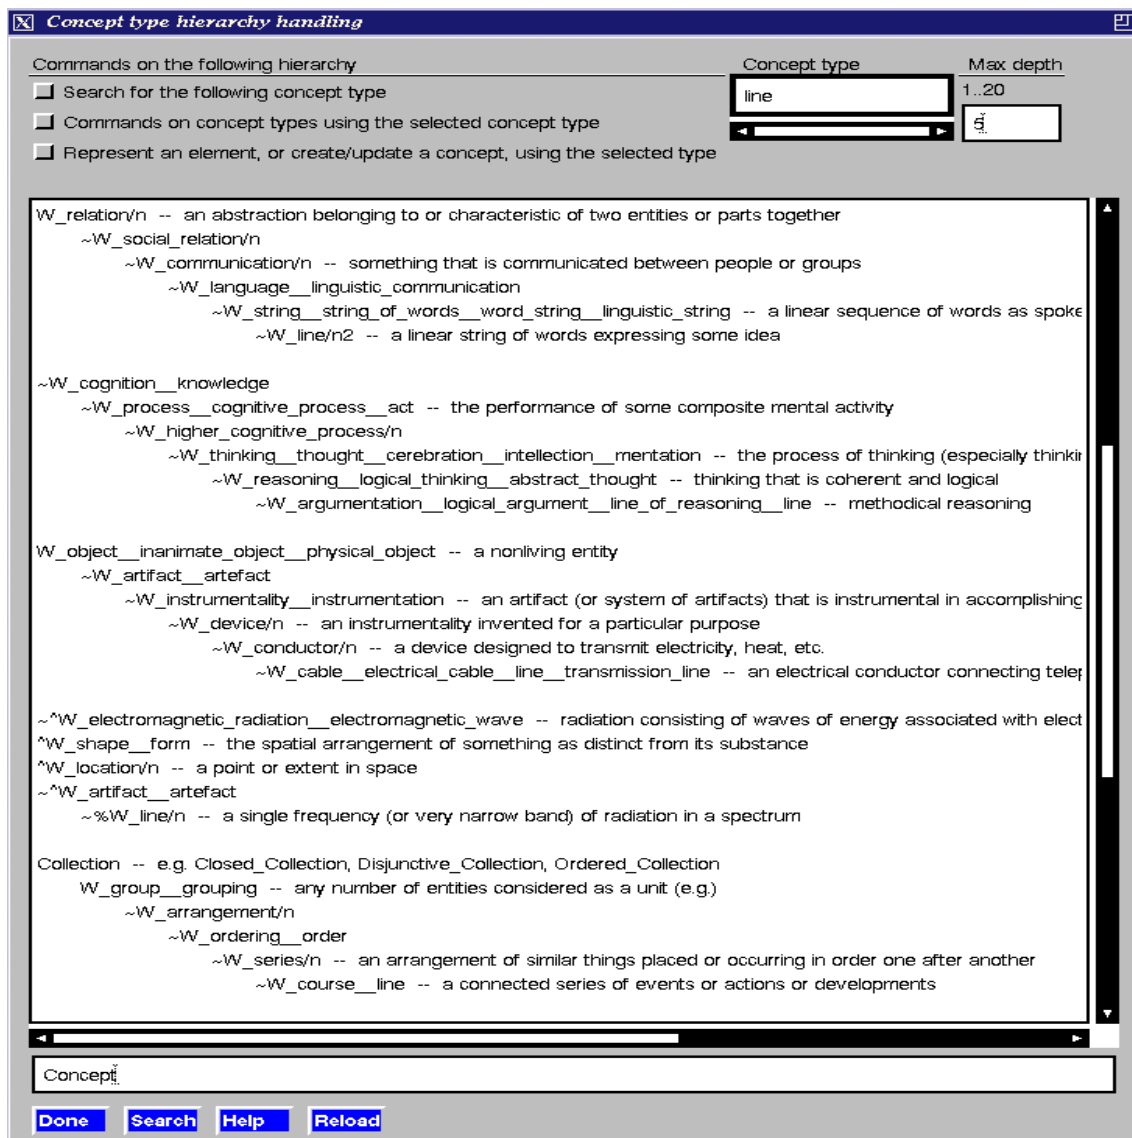 Concept type hierarchy handling
Commands on the following hierarchy Concept type Max depth
Search for the following concept type line 1..20
Commands on concept types using the selected concept type 5
Represent an element, or create/update a concept, using the selected type
W_relation/n -- an abstraction belonging to or characteristic of two entities or parts together
~W_social_relation/n
~W_communication/n -- something that is communicated between people or groups
~W_language__linguistic_communication
~W_string__string_of_words__word_string__linguistic_string -- a linear sequence of words as spoke
~W_line/n2 -- a linear string of words expressing some idea
~W_cognition__knowledge
~W_process__cognitive_process__act -- the performance of some composite mental activity
~W_higher_cognitive_process/n
~W_thinking__thought__cerebration__intellection__mentation -- the process of thinking (especially thinkin
~W_reasoning__logical_thinking__abstract_thought -- thinking that is coherent and logical
~W_argumentation__logical_argument__line_of_reasoning__line -- methodical reasoning
W_object__inanimate_object__physical_object -- a nonliving entity
~W_artifact__artefact
~W_instrumentality__instrumentation -- an artifact (or system of artifacts) that is instrumental in accomplishing
~W_device/n -- an instrumentality invented for a particular purpose
~W_conductor/n -- a device designed to transmit electricity, heat, etc.
~W_cable__electrical_cable__line__transmission_line -- an electrical conductor connecting telep
~^W_electromagnetic_radiation__electromagnetic_wave -- radiation consisting of waves of energy associated with elect
^W_shape__form -- the spatial arrangement of something as distinct from its substance
^W_location/n -- a point or extent in space
~^W_artifact__artefact
~%W_line/n -- a single frequency (or very narrow band) of radiation in a spectrum
Collection -- e.g. Closed_Collection, Disjunctive_Collection, Ordered_Collection
W_group__grouping -- any number of entities considered as a unit (e.g.)
~W_arrangement/n
~W_ordering__order
~W_series/n -- an arrangement of similar things placed or occurring in order one after another
~W_course__line -- a connected series of events or actions or developments
Concept
Done Search Help Reload